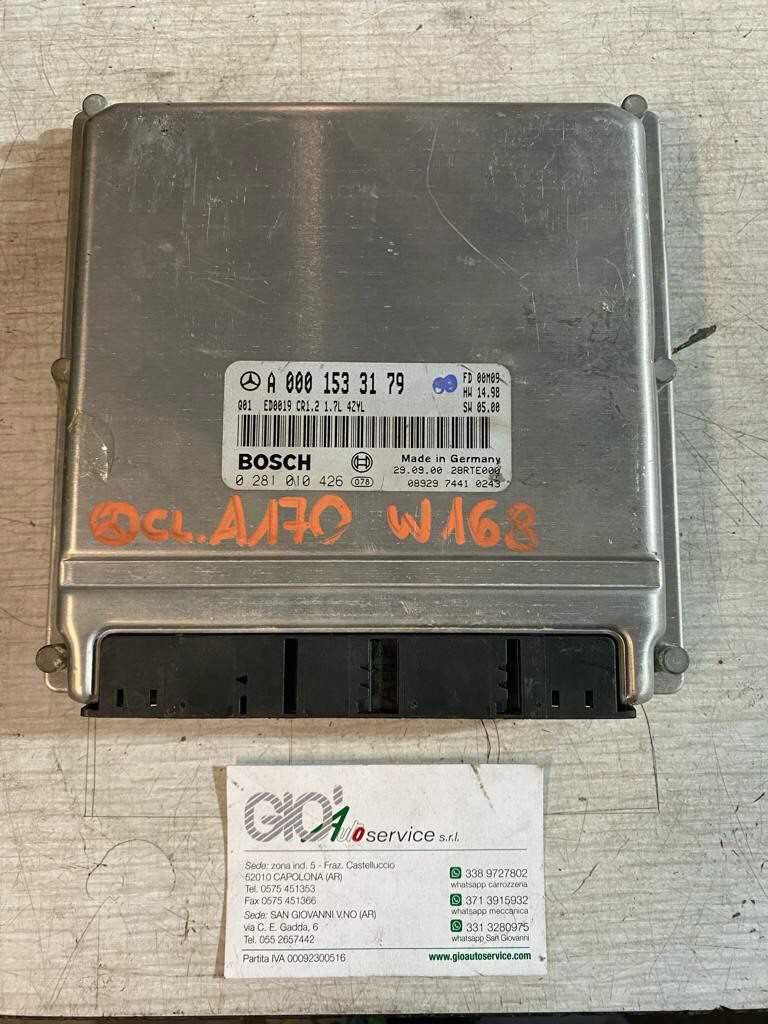 A 000 153 31 79
FD 00M09
HW 14.98
SW 05.00
Q01 ED0019 CR1.2 1.7L 4ZYL
BOSCH
Made in Germany
29.09.00 28RTE000
0 281 010 426 078
08929 7441 0243
CL.A170 W168
GIO' Autoservice s.r.l.
Sede: zona ind. 5 - Fraz. Castelluccio
52010 CAPOLONA (AR)
Tel. 0575 451353
Fax 0575 451366
Sede: SAN GIOVANNI V.NO (AR)
via C. E. Gadda, 6
Tel. 055 2657442
Partita IVA 00092300516
338 9727802
whatsapp carrozzeria
371 3915932
whatsapp meccanica
331 3280975
whatsapp San Giovanni
www.gioautoservice.com